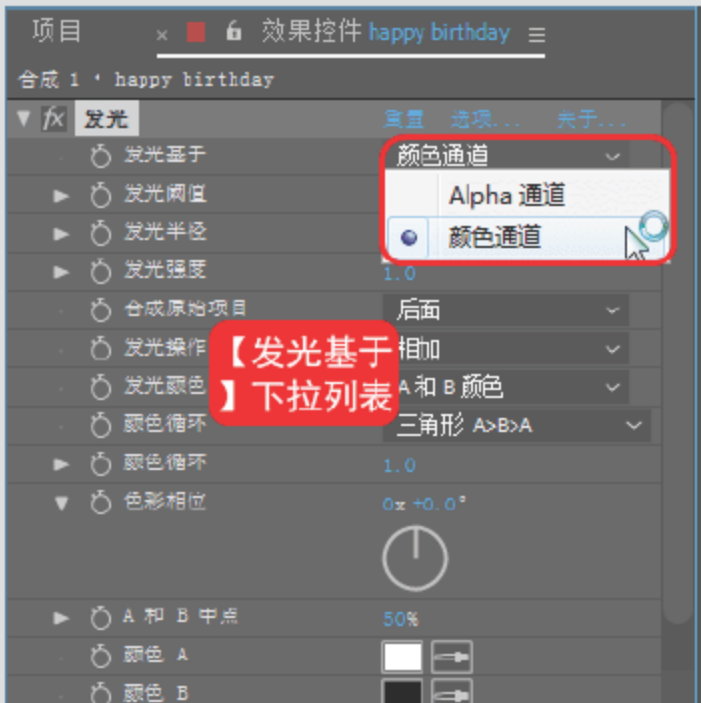 项目 × 效果控件 happy birthday
合成 1 · happy birthday
fx 发光 重置 选项... 关于...
发光基于 颜色通道
Alpha 通道
颜色通道
发光阈值
发光半径
发光强度 1.0
合成原始项目 后面
发光操作 相加
发光颜色 A 和 B 颜色
【发光基于
】下拉列表
颜色循环 三角形 A>B>A
颜色循环 1.0
色彩相位 0x +0.0°
A 和 B 中点 50%
颜色 A
颜色 B